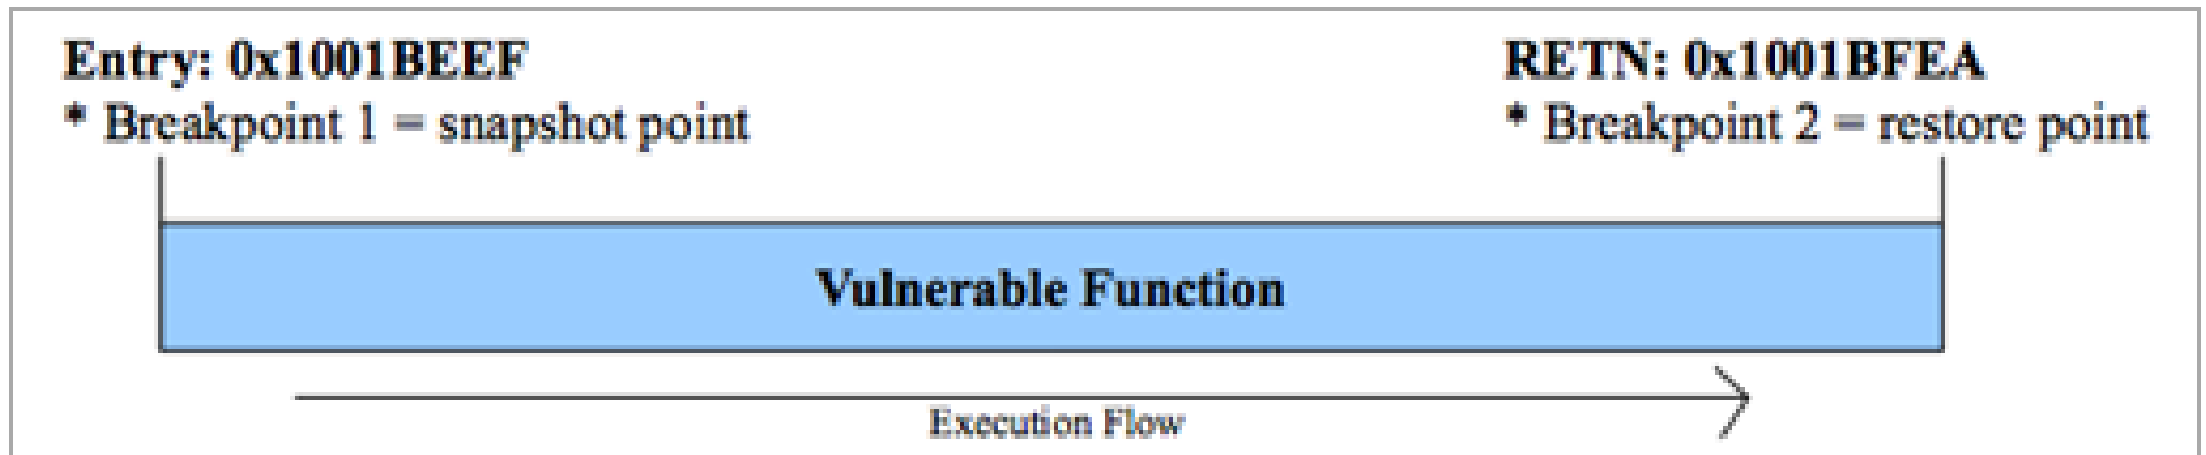 Entry: 0x1001BEEF
* Breakpoint 1 = snapshot point
RETN: 0x1001BFEA
* Breakpoint 2 = restore point
Vulnerable Function
Execution Flow